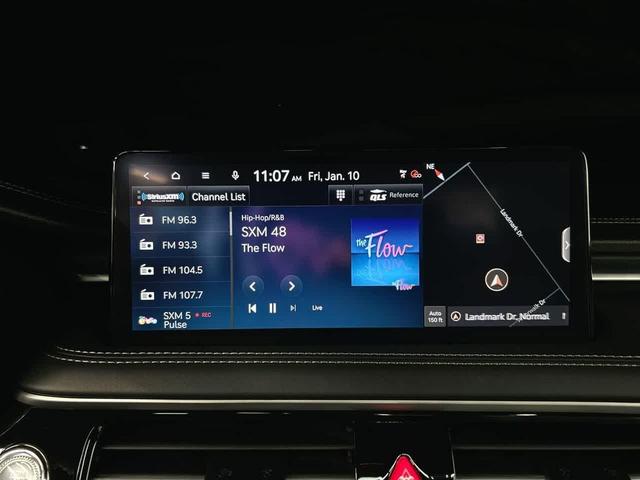 11:07 AM Fri, Jan. 10
NE
SiriusXM
Channel List
QLS Reference
FM 96.3
FM 93.3
FM 104.5
FM 107.7
SXM 5 REC
Pulse
Hip-Hop/R&B
SXM 48
The Flow
the Flow
the Flow
Live
Landmark Dr
Auto
150 ft
Landmark Dr, Normal